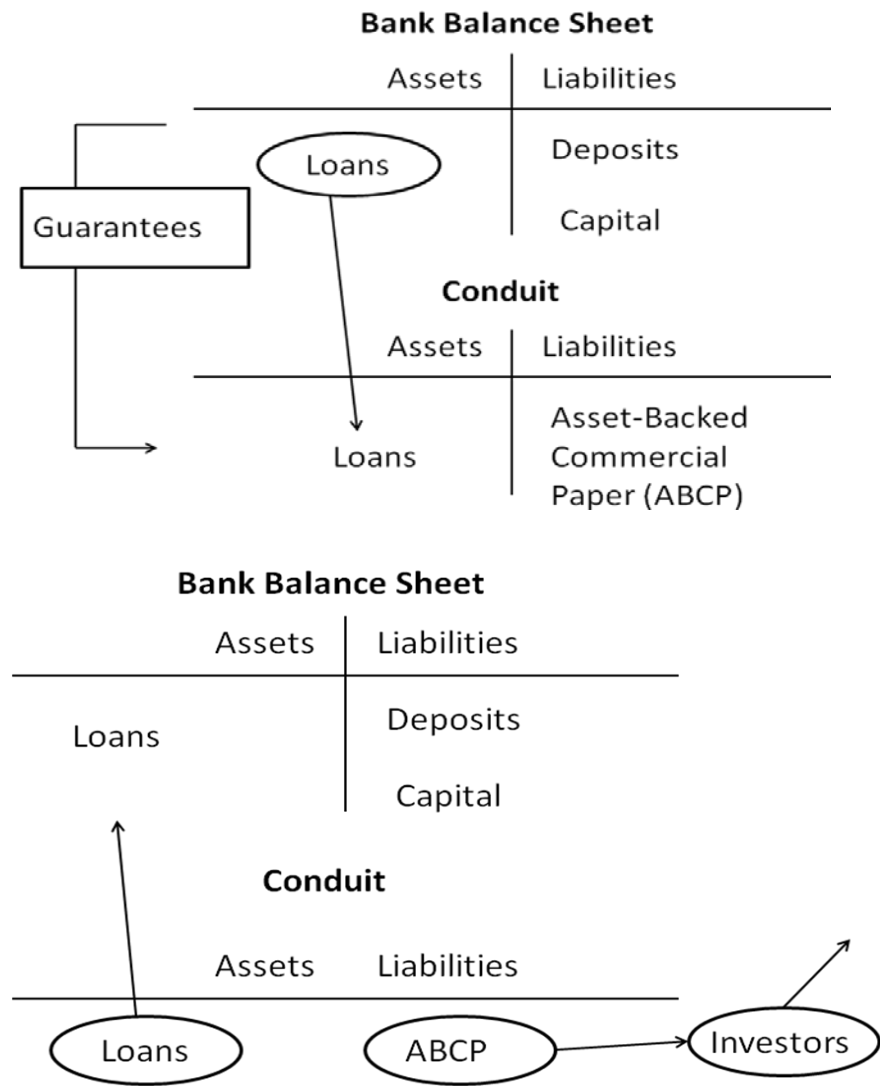 Bank Balance Sheet
Assets Liabilities
Loans Deposits
Guarantees Capital
Conduit
Assets Liabilities
Asset-Backed
Loans Commercial
Paper (ABCP)
Bank Balance Sheet
Assets Liabilities
Loans Deposits
Capital
Conduit
Assets Liabilities
Loans ABCP Investors